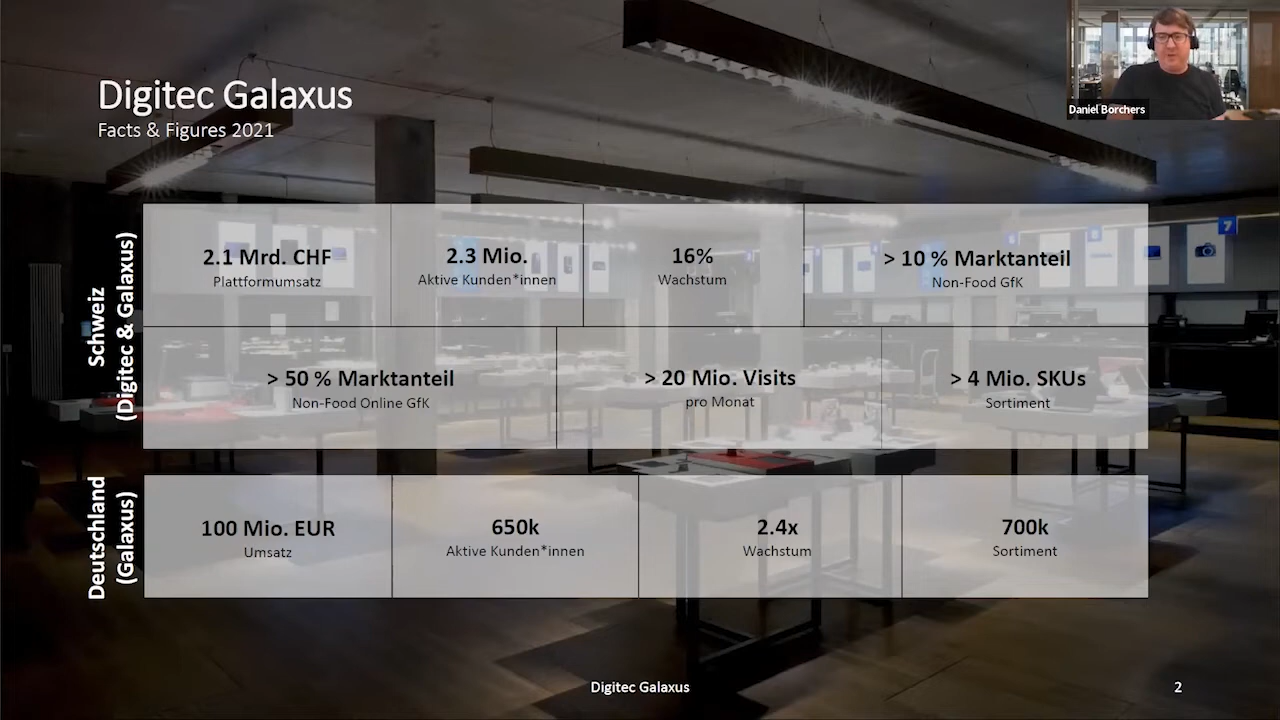 Digitec Galaxus
Facts & Figures 2021
Daniel Borchers
Schweiz
(Digitec & Galaxus)
2.1 Mrd. CHF
Plattformumsatz
2.3 Mio.
Aktive Kunden*innen
16%
Wachstum
> 10 % Marktanteil
Non-Food GfK
> 50 % Marktanteil
Non-Food Online GfK
> 20 Mio. Visits
pro Monat
> 4 Mio. SKUs
Sortiment
Deutschland
(Galaxus)
100 Mio. EUR
Umsatz
650k
Aktive Kunden*innen
2.4x
Wachstum
700k
Sortiment
7
Digitec Galaxus
2